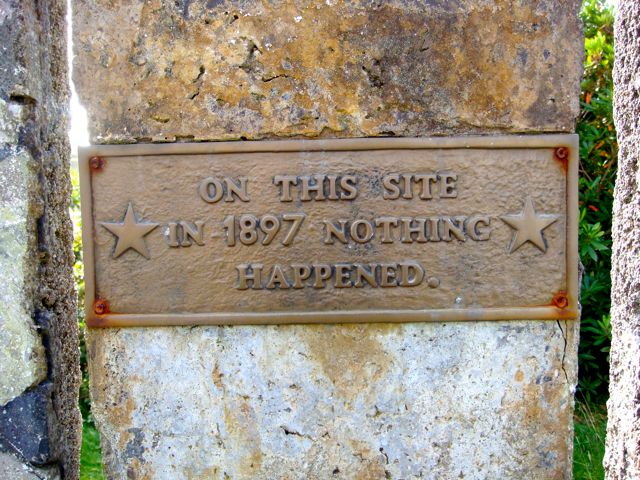 ON THIS SITE
IN 1897 NOTHING
HAPPENED.